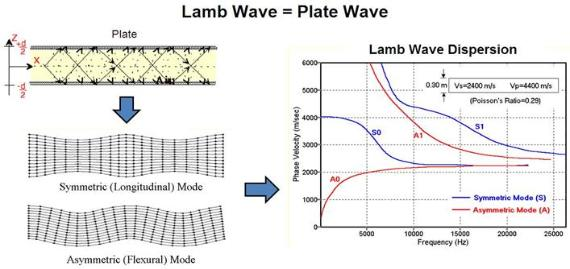 Lamb Wave = Plate Wave
Plate
Z
+d/2
X
Air
-d/2
Symmetric (Longitudinal) Mode
Asymmetric (Flexural) Mode
Lamb Wave Dispersion
Phase Velocity (m/sec)
6000
5000
4000
3000
2000
1000
0
0.30 m
Vs=2400 m/s Vp=4400 m/s
(Poisson's Ratio=0.29)
S0
A1
S1
A0
Symmetric Mode (S)
Asymmetric Mode (A)
5000 10000 15000 20000 25000
Frequency (Hz)